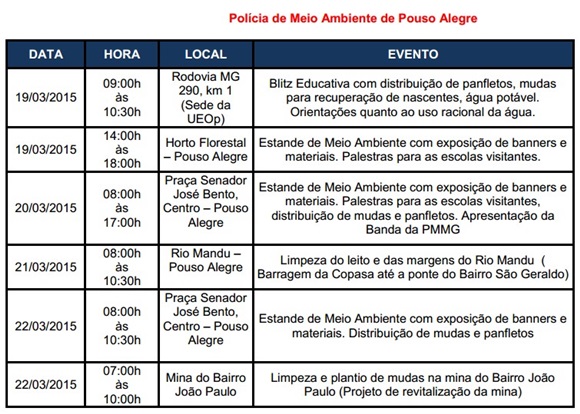 Polícia de Meio Ambiente de Pouso Alegre
DATA HORA LOCAL EVENTO
19/03/2015
09:00h
às
10:30h
Rodovia MG
290, km 1
(Sede da
UEOp)
Blitz Educativa com distribuição de panfletos, mudas
para recuperação de nascentes, água potável.
Orientações quanto ao uso racional da água.
19/03/2015
14:00h
às
18:00h
Horto Florestal
– Pouso Alegre
Estande de Meio Ambiente com exposição de banners e
materiais. Palestras para as escolas visitantes.
20/03/2015
08:00h
às
17:00h
Praça Senador
José Bento,
Centro – Pouso
Alegre
Estande de Meio Ambiente com exposição de banners e
materiais. Palestras para as escolas visitantes,
distribuição de mudas e panfletos. Apresentação da
Banda da PMMG
21/03/2015
08:00h
às
10:30h
Rio Mandu –
Pouso Alegre
Limpeza do leito e das margens do Rio Mandu (
Barragem da Copasa até a ponte do Bairro São Geraldo)
22/03/2015
08:00h
às
10:30h
Praça Senador
José Bento,
Centro – Pouso
Alegre
Estande de Meio Ambiente com exposição de banners e
materiais. Distribuição de mudas e panfletos
22/03/2015
07:00h
às
10:00h
Mina do Bairro
João Paulo
Limpeza e plantio de mudas na mina do Bairro João
Paulo (Projeto de revitalização da mina)